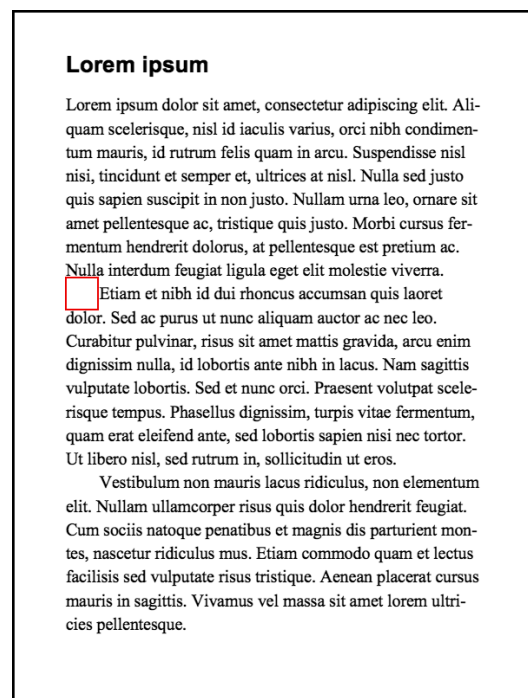 Lorem ipsum
Lorem ipsum dolor sit amet, consectetur adipiscing elit. Ali-
quam scelerisque, nisl id iaculis varius, orci nibh condimen-
tum mauris, id rutrum felis quam in arcu. Suspendisse nisl
nisi, tincidunt et semper et, ultrices at nisl. Nulla sed justo
quis sapien suscipit in non justo. Nullam urna leo, ornare sit
amet pellentesque ac, tristique quis justo. Morbi cursus fer-
mentum hendrerit dolorus, at pellentesque est pretium ac.
Nulla interdum feugiat ligula eget elit molestie viverra.
Etiam et nibh id dui rhoncus accumsan quis laoret
dolor. Sed ac purus ut nunc aliquam auctor ac nec leo.
Curabitur pulvinar, risus sit amet mattis gravida, arcu enim
dignissim nulla, id lobortis ante nibh in lacus. Nam sagittis
vulputate lobortis. Sed et nunc orci. Praesent volutpat scele-
risque tempus. Phasellus dignissim, turpis vitae fermentum,
quam erat eleifend ante, sed lobortis sapien nisi nec tortor.
Ut libero nisl, sed rutrum in, sollicitudin ut eros.
Vestibulum non mauris lacus ridiculus, non elementum
elit. Nullam ullamcorper risus quis dolor hendrerit feugiat.
Cum sociis natoque penatibus et magnis dis parturient mon-
tes, nascetur ridiculus mus. Etiam commodo quam et lectus
facilisis sed vulputate risus tristique. Aenean placerat cursus
mauris in sagittis. Vivamus vel massa sit amet lorem ultri-
cies pellentesque.